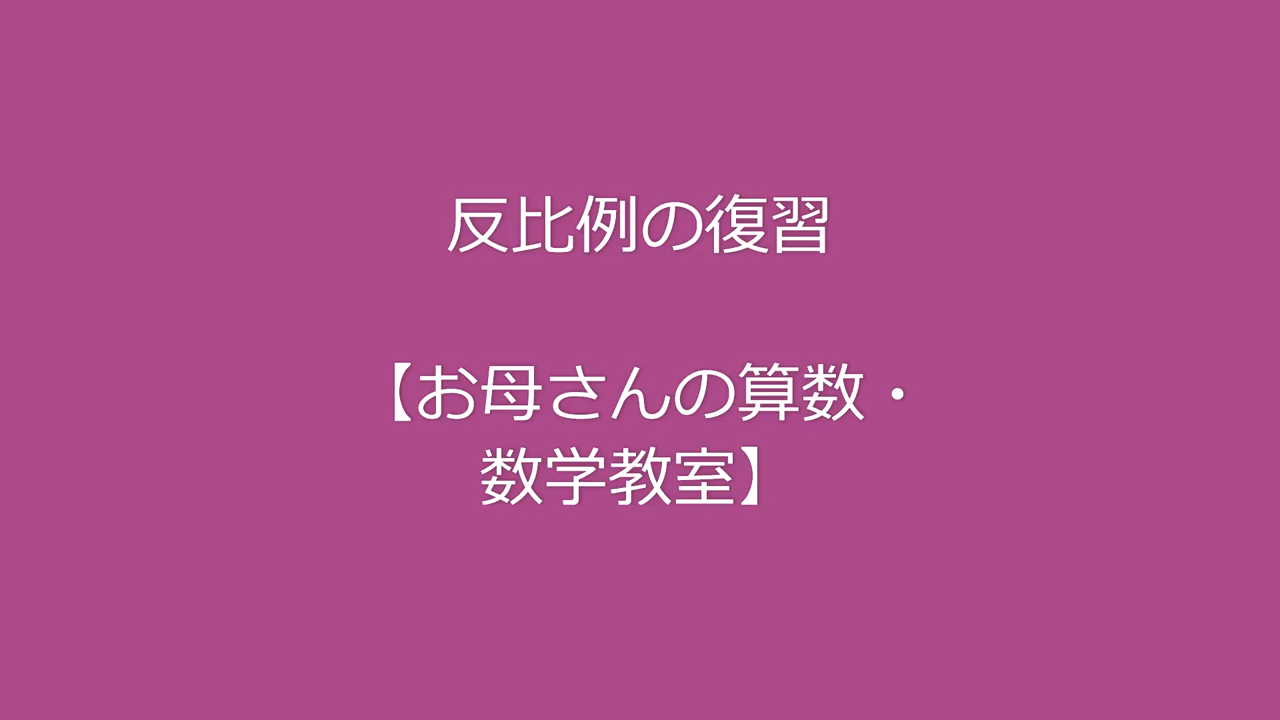 反比例の復習
【お母さんの算数・
数学教室】